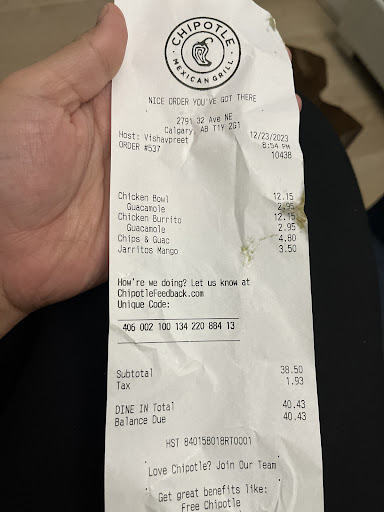 CHIPOTLE
MEXICAN GRILL
NICE ORDER YOU'VE GOT THERE
2791 32 Ave NE
Calgary, AB T1Y 2G1
Host: Vishavpreet 12/23/2023
ORDER #537 8:54 PM
10438
Chicken Bowl 12.15
Guacamole 2.95
Chicken Burrito 12.15
Guacamole 2.95
Chips & Guac 4.80
Jarritos Mango 3.50
How're we doing? Let us know at
ChipotleFeedback.com
Unique Code:
406 002 100 134 220 884 13
Subtotal 38.50
Tax 1.93
DINE IN Total 40.43
Balance Due 40.43
HST 840158018RT0001
Love Chipotle? Join Our Team
Get great benefits like:
Free Chipotle